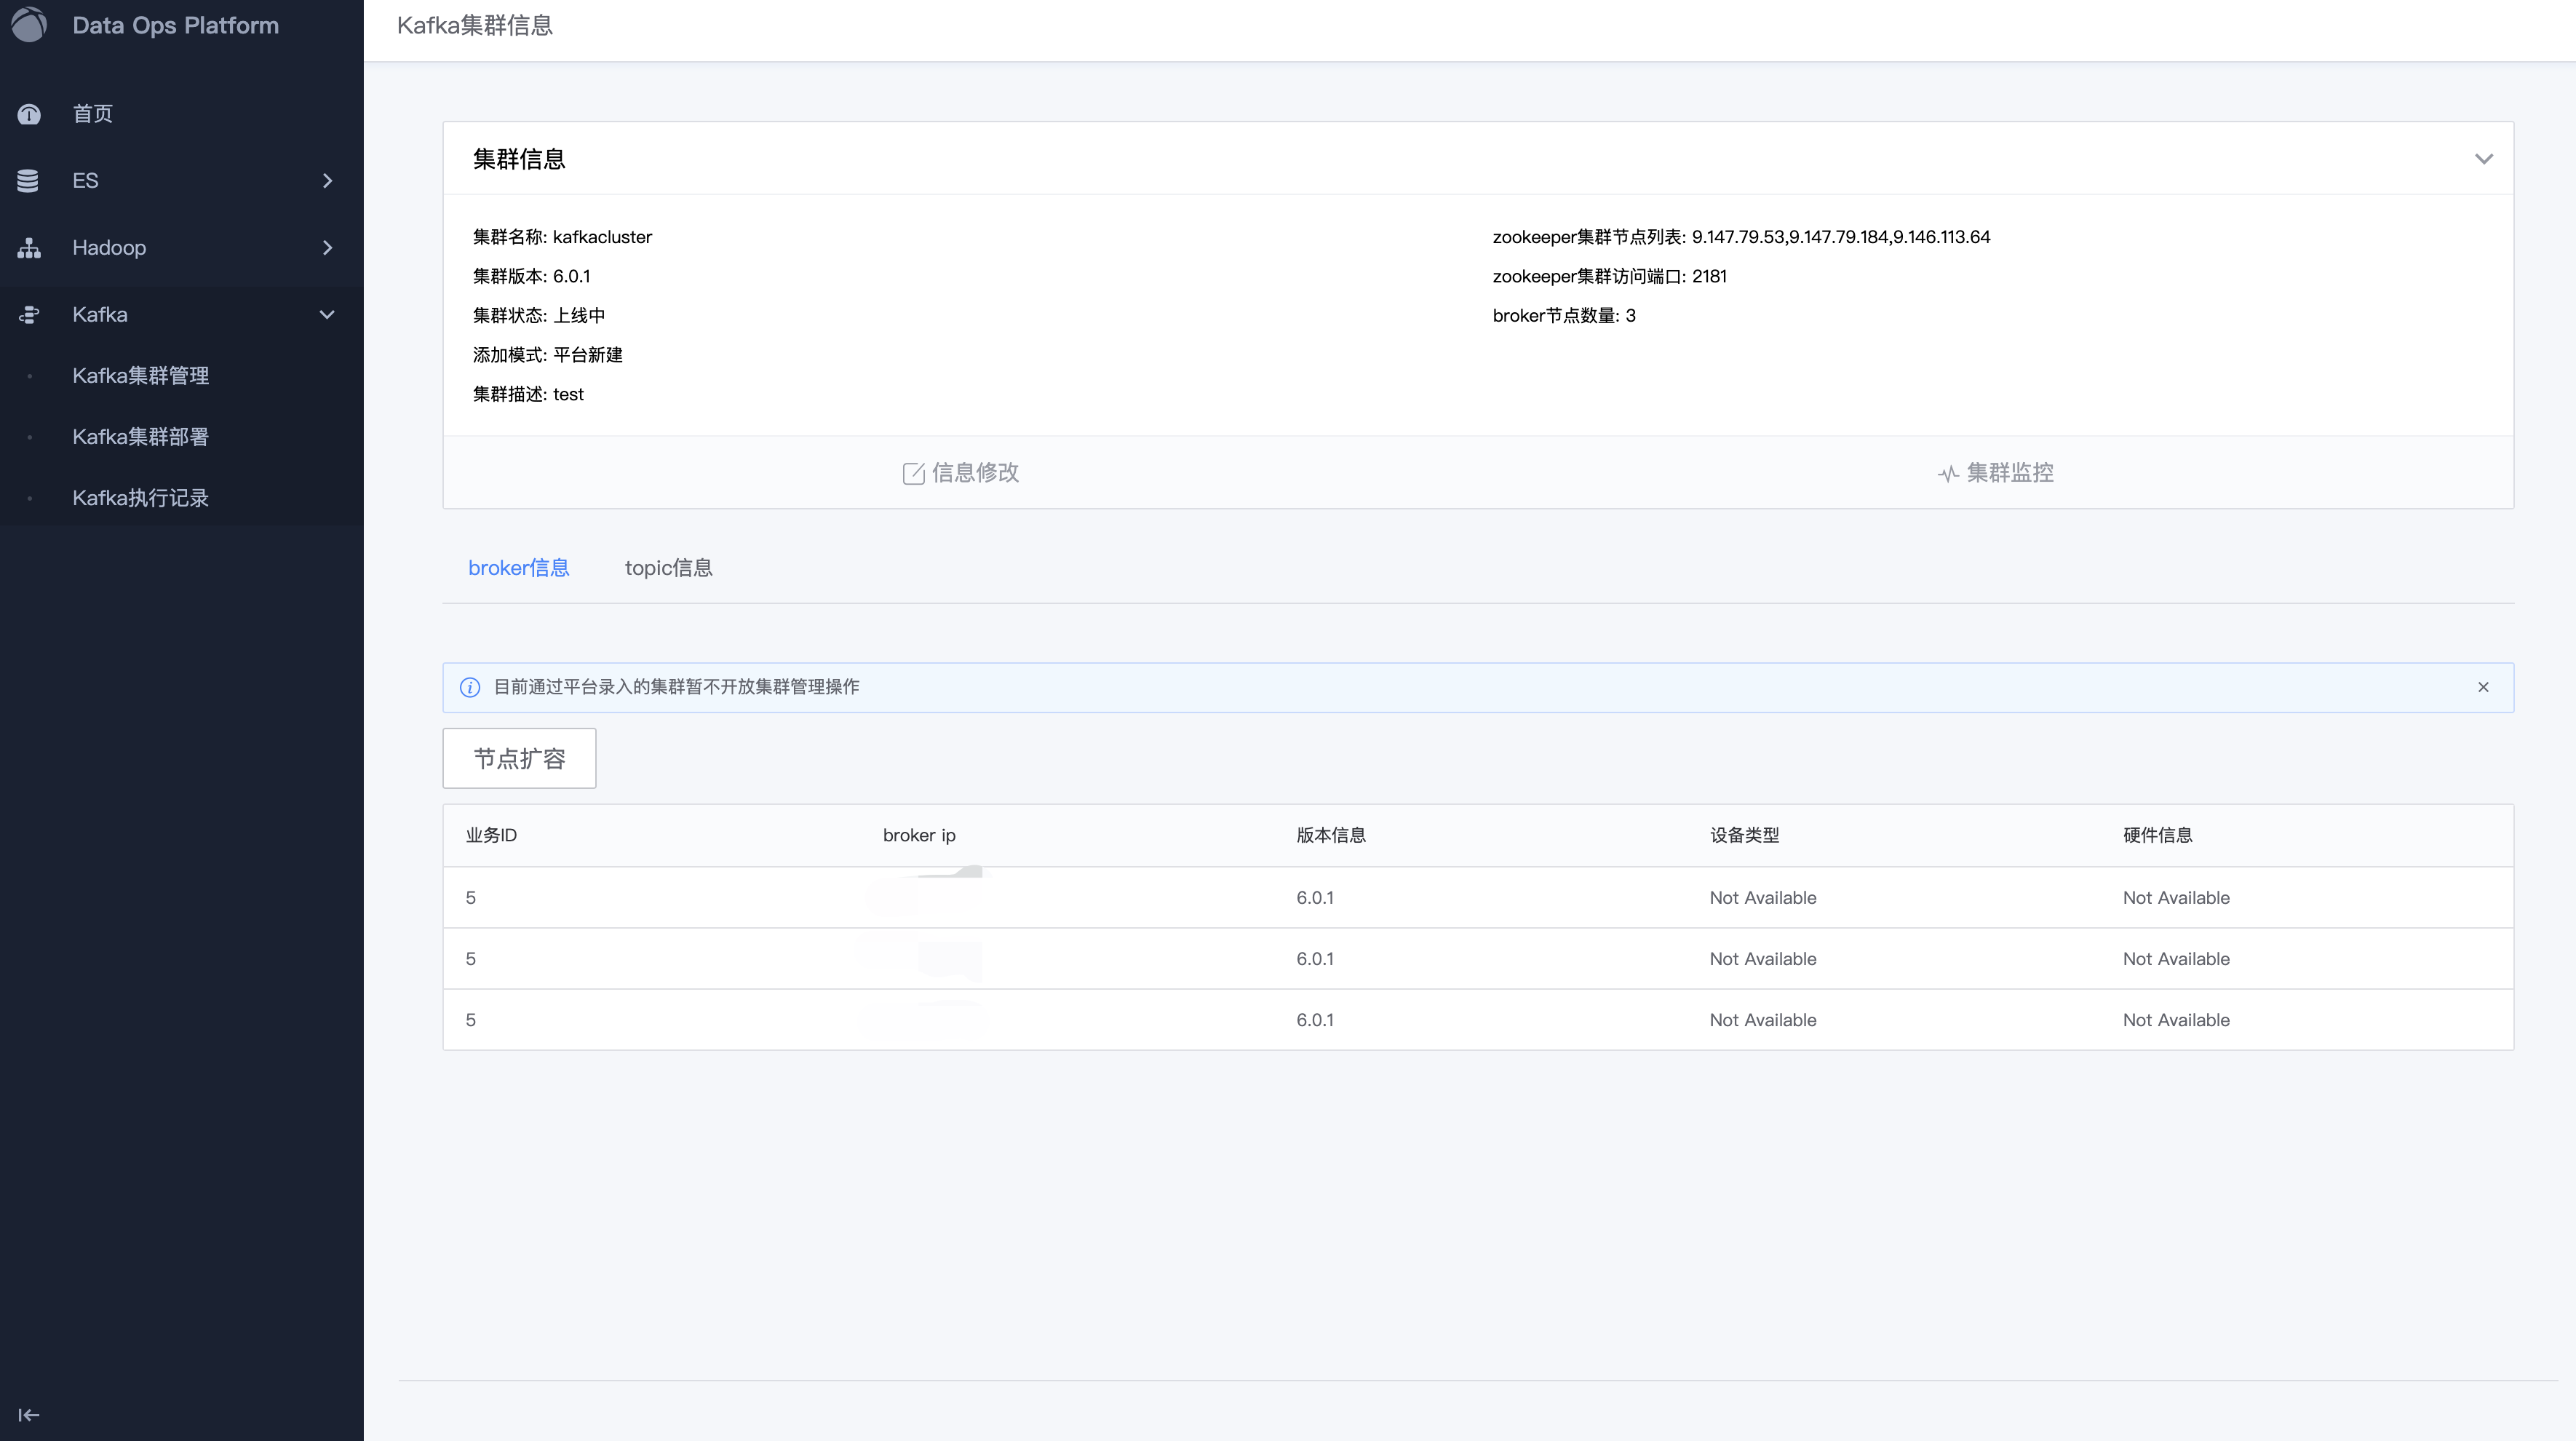 Data Ops Platform
Kafka集群信息
首页
ES
Hadoop
Kafka
Kafka集群管理
Kafka集群部署
Kafka执行记录
集群信息
集群名称: kafkacluster
集群版本: 6.0.1
集群状态: 上线中
添加模式: 平台新建
集群描述: test
zookeeper集群节点列表: 9.147.79.53,9.147.79.184,9.146.113.64
zookeeper集群访问端口: 2181
broker节点数量: 3
信息修改
集群监控
broker信息 topic信息
目前通过平台录入的集群暂不开放集群管理操作
节点扩容
业务ID broker ip 版本信息 设备类型 硬件信息
5 6.0.1 Not Available Not Available
5 6.0.1 Not Available Not Available
5 6.0.1 Not Available Not Available